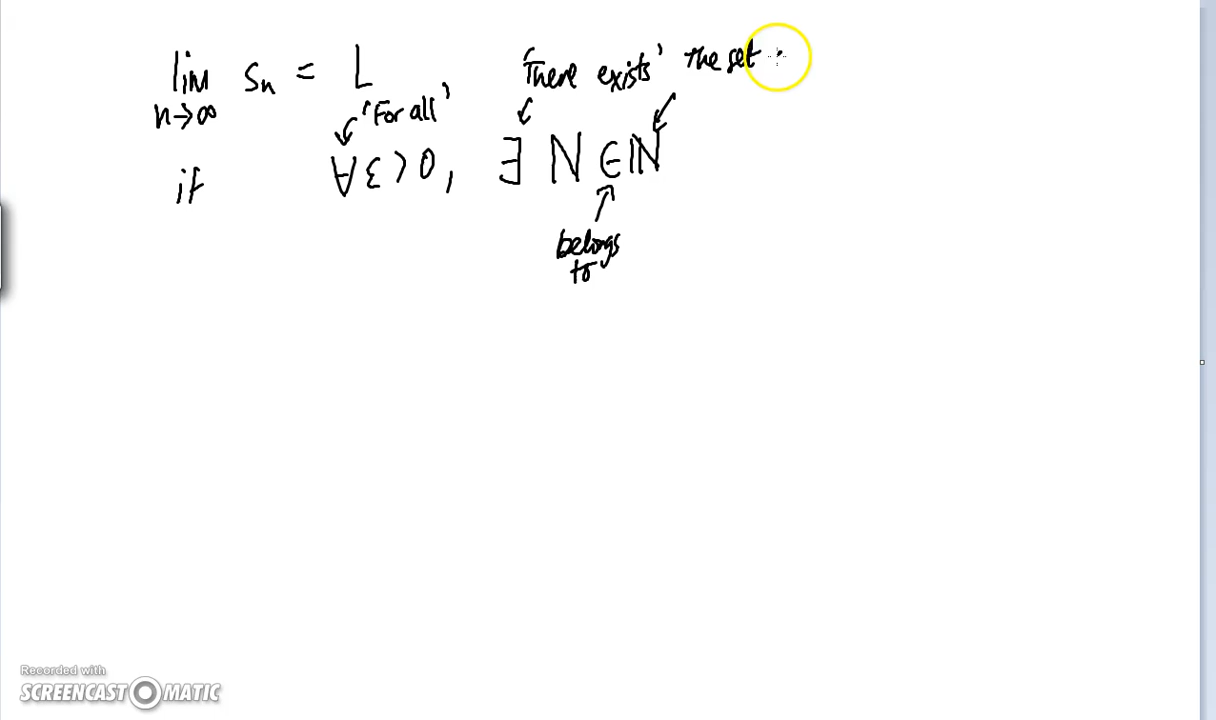 lim sn = L 'There exists' the set
n→∞ 'For all'
if ∀ε>0, ∃ N ∈ ℕ
belongs
to
Recorded with
SCREENCAST MATIC